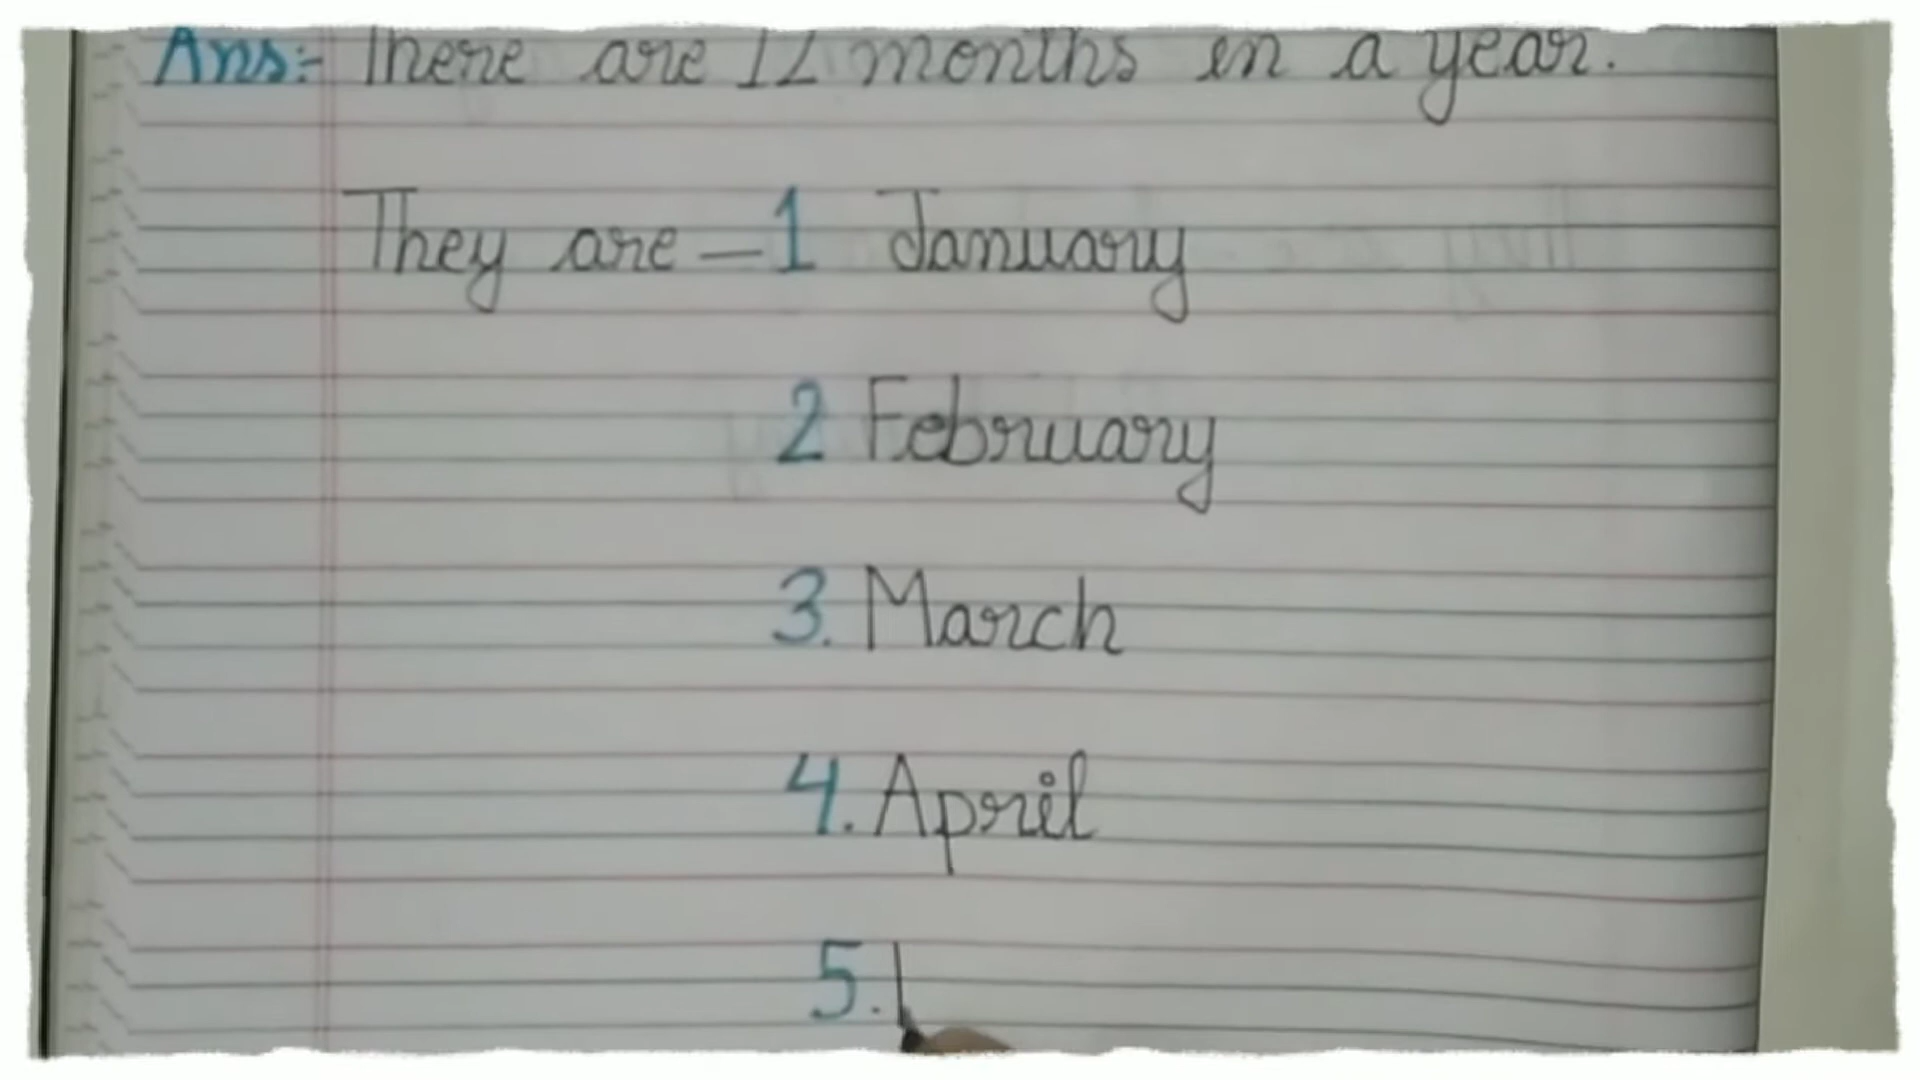 Ans:- There are 12 months in a year.
They are – 1 January
2 February
3. March
4. April
5.